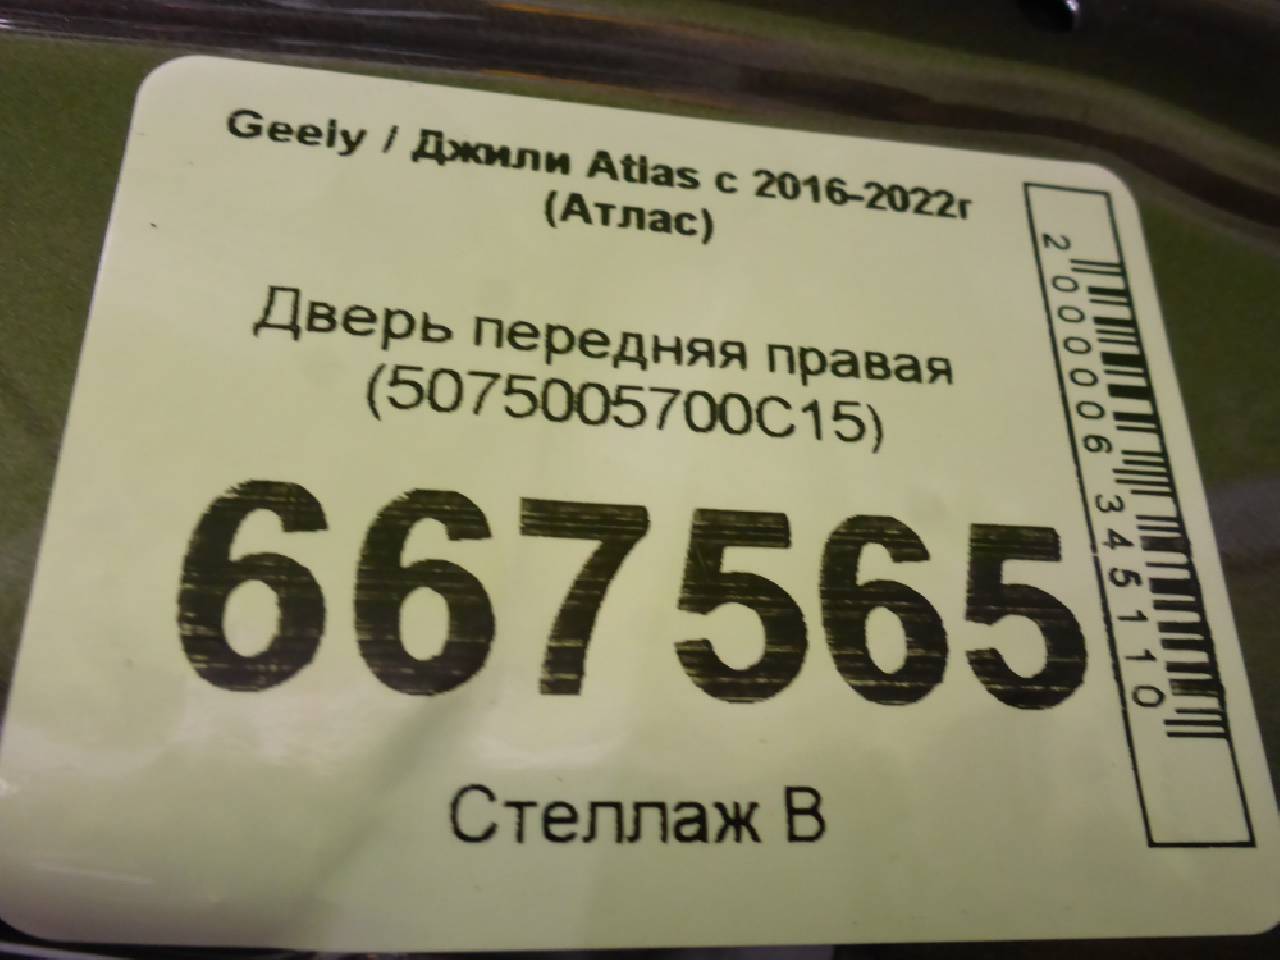 Geely / Джили Atlas с 2016-2022г
(Атлас)
Дверь передняя правая
(5075005700C15)
667565
Стеллаж В
2000006345110